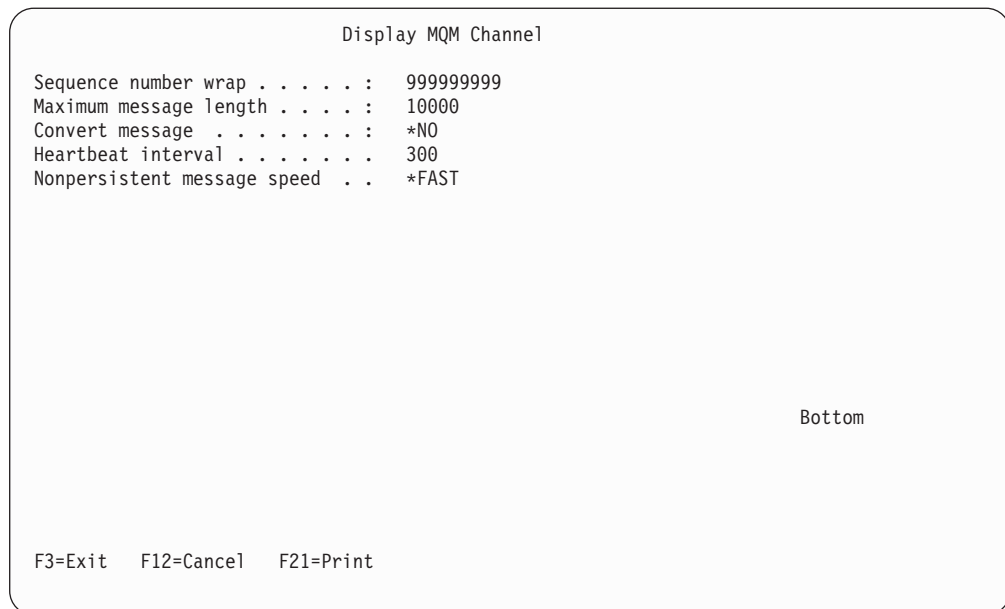 Display MQM Channel
Sequence number wrap . . . . . : 999999999
Maximum message length . . . . : 10000
Convert message . . . . . . . : *NO
Heartbeat interval . . . . . . . 300
Nonpersistent message speed . . *FAST
Bottom
F3=Exit F12=Cancel F21=Print